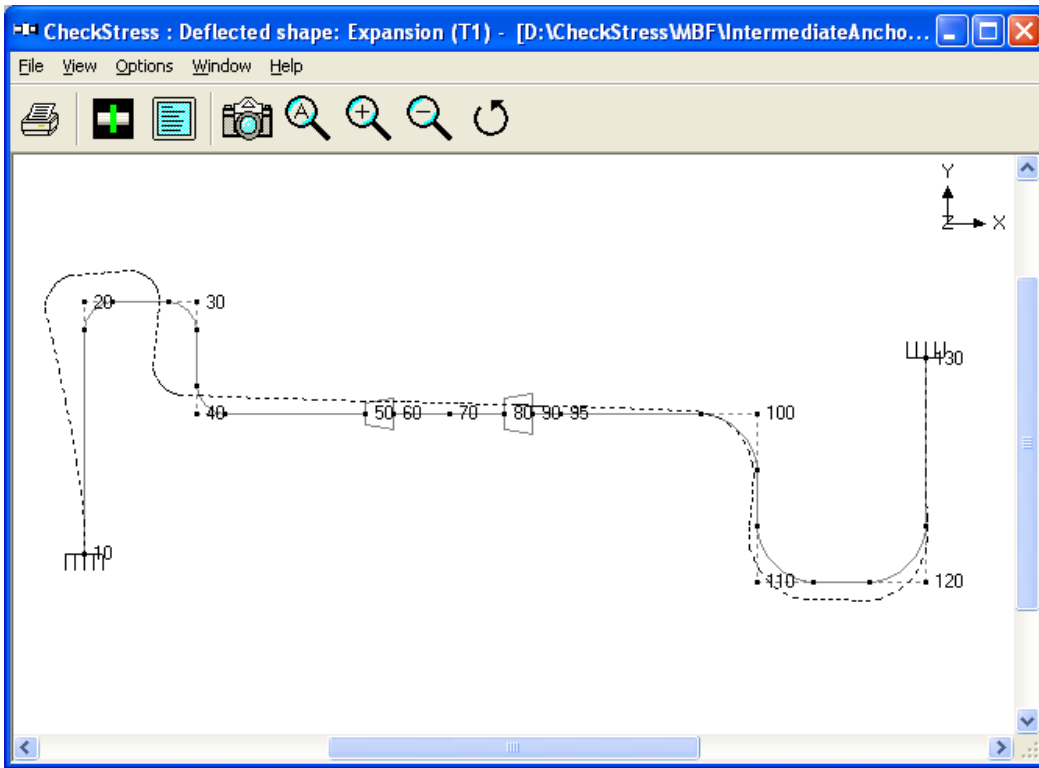 CheckStress : Deflected shape: Expansion (T1) - [D:\CheckStress\MBF\IntermediateAncho...
File View Options Window Help
A
Y
Z X
20 30
130
40 50 60 70 80 90 95 100
10
110 120